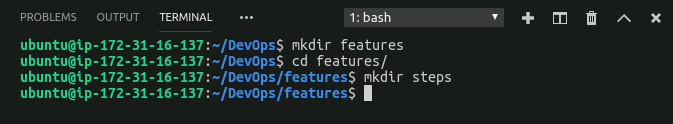 PROBLEMS OUTPUT TERMINAL ... 1: bash
ubuntu@ip-172-31-16-137:~/DevOps$ mkdir features
ubuntu@ip-172-31-16-137:~/DevOps$ cd features/
ubuntu@ip-172-31-16-137:~/DevOps/features$ mkdir steps
ubuntu@ip-172-31-16-137:~/DevOps/features$